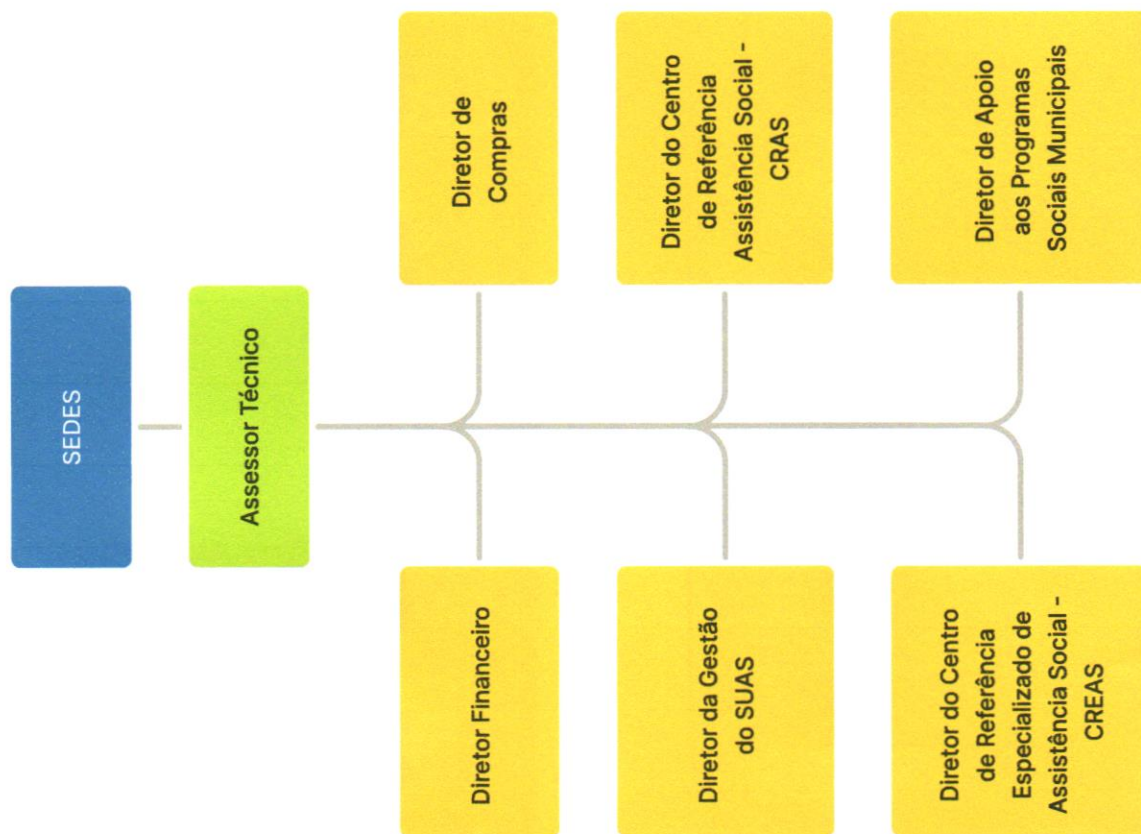 SEDES
Assessor Técnico
Diretor Financeiro
Diretor de
Compras
Diretor da Gestão
do SUAS
Diretor do Centro
de Referência
Assistência Social -
CRAS
Diretor do Centro
de Referência
Especializado de
Assistência Social -
CREAS
Diretor de Apoio
aos Programas
Sociais Municipais